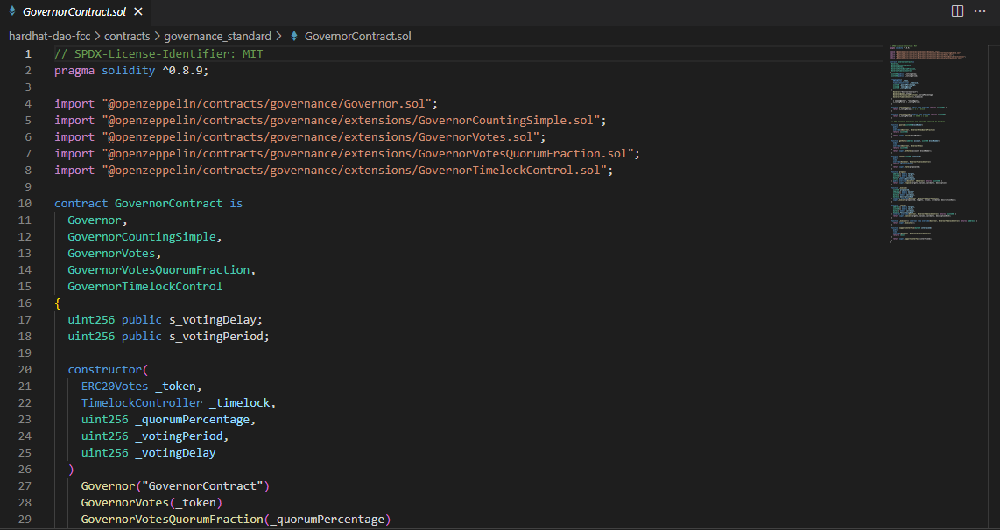 GovernorContract.sol
hardhat-dao-fcc > contracts > governance_standard > GovernorContract.sol
1 // SPDX-License-Identifier: MIT
2 pragma solidity ^0.8.9;
3
4 import "@openzeppelin/contracts/governance/Governor.sol";
5 import "@openzeppelin/contracts/governance/extensions/GovernorCountingSimple.sol";
6 import "@openzeppelin/contracts/governance/extensions/GovernorVotes.sol";
7 import "@openzeppelin/contracts/governance/extensions/GovernorVotesQuorumFraction.sol";
8 import "@openzeppelin/contracts/governance/extensions/GovernorTimelockControl.sol";
9
10 contract GovernorContract is
11 Governor,
12 GovernorCountingSimple,
13 GovernorVotes,
14 GovernorVotesQuorumFraction,
15 GovernorTimelockControl
16 {
17 uint256 public s_votingDelay;
18 uint256 public s_votingPeriod;
19
20 constructor(
21 ERC20Votes _token,
22 TimelockController _timelock,
23 uint256 _quorumPercentage,
24 uint256 _votingPeriod,
25 uint256 _votingDelay
26 )
27 Governor("GovernorContract")
28 GovernorVotes(_token)
29 GovernorVotesQuorumFraction(_quorumPercentage)